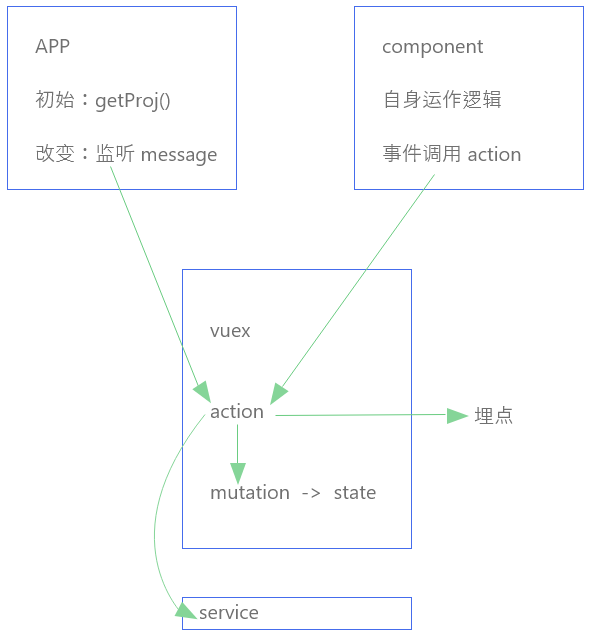 APP
初始：getProj()
改变：监听 message
component
自身运作逻辑
事件调用 action
vuex
action
埋点
mutation -> state
service